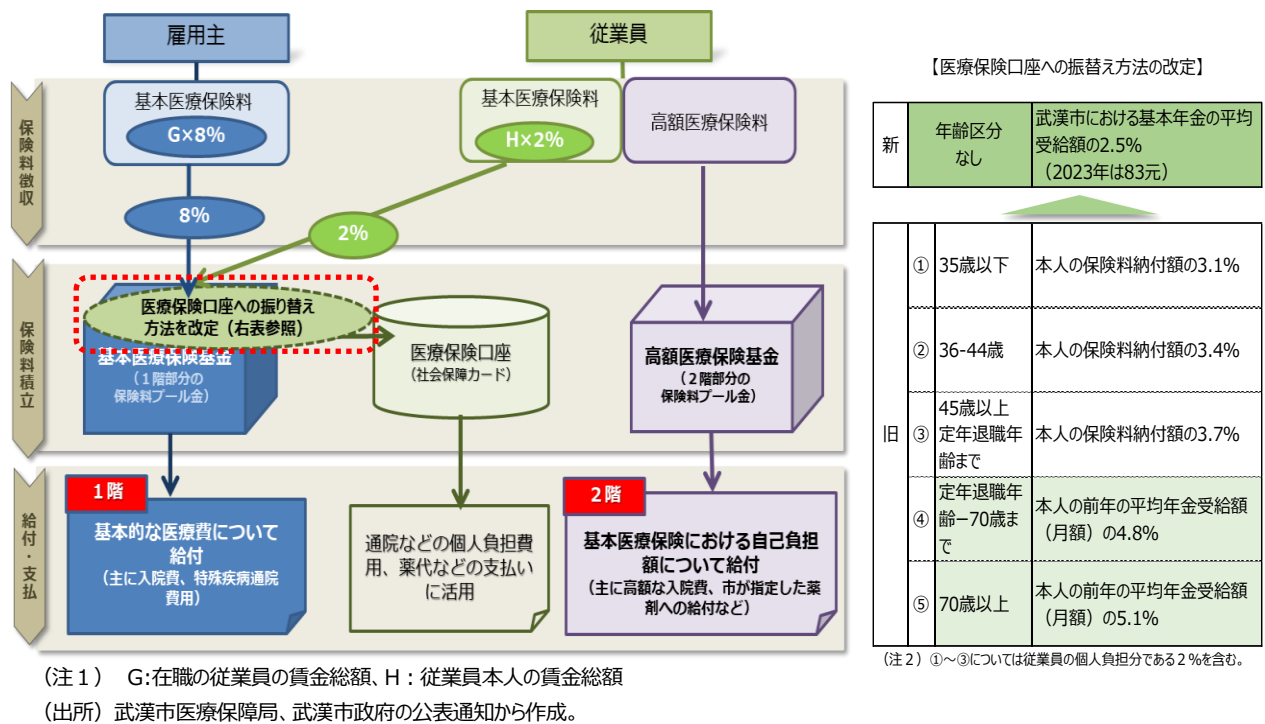 雇用主
従業員
保険料徴収
基本医療保険料
G×8%
基本医療保険料
H×2%
高額医療保険料
8%
2%
保険料積立
医療保険口座への振り替え
方法を改定（右表参照）
基本医療保険基金
（１階部分の
保険料プール金）
医療保険口座
（社会保障カード）
高額医療保険基金
（２階部分の
保険料プール金）
給付・支払
１階
基本的な医療費について
給付
（主に入院費、特殊疾病通院
費用）
通院などの個人負担費
用、薬代などの支払い
に活用
２階
基本医療保険における自己負担
額について給付
（主に高額な入院費、市が指定した薬
剤への給付など）
【医療保険口座への振替え方法の改定】
新
年齢区分
なし
武漢市における基本年金の平均
受給額の2.5%
（2023年は83元）
旧
①
35歳以下
本人の保険料納付額の3.1%
②
36-44歳
本人の保険料納付額の3.4%
③
45歳以上
定年退職年
齢まで
本人の保険料納付額の3.7%
④
定年退職年
齢ー70歳ま
で
本人の前年の平均年金受給額
（月額）の4.8%
⑤
70歳以上
本人の前年の平均年金受給額
（月額）の5.1%
（注２）①～③については従業員の個人負担分である２%を含む。
（注１） G:在職の従業員の賃金総額、H：従業員本人の賃金総額
（出所）武漢市医療保障局、武漢市政府の公表通知から作成。